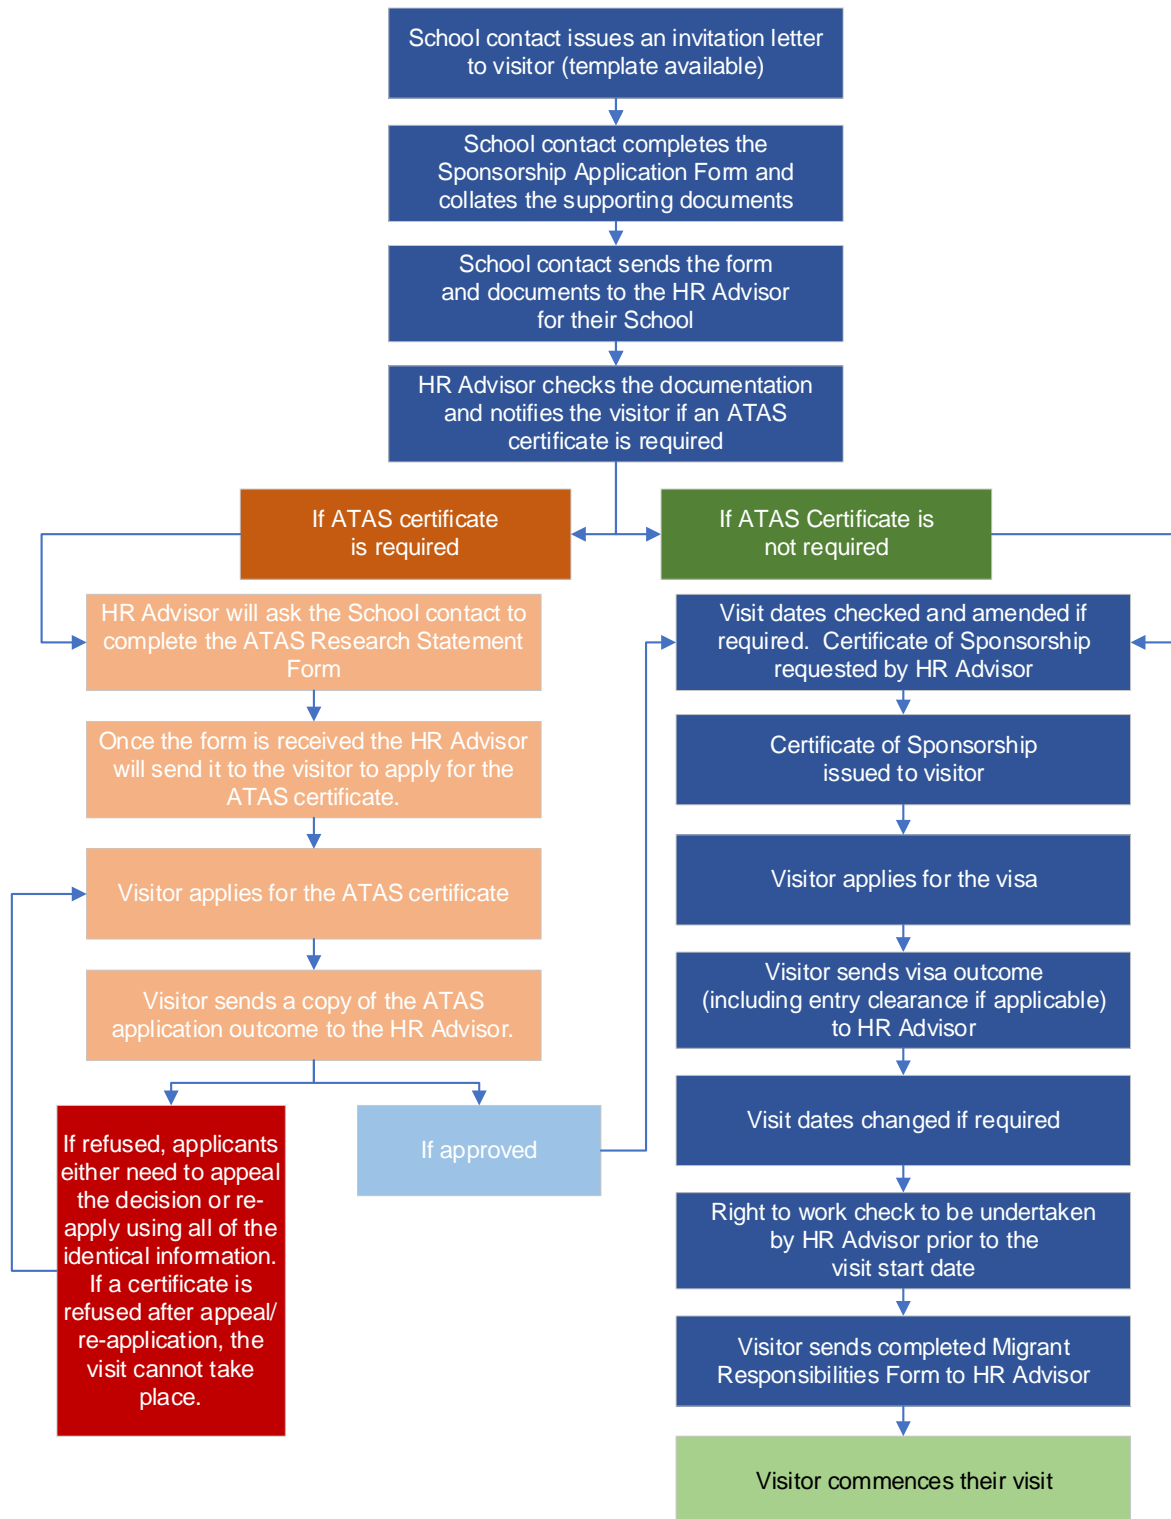 School contact issues an invitation letter
to visitor (template available)
School contact completes the
Sponsorship Application Form and
collates the supporting documents
School contact sends the form
and documents to the HR Advisor
for their School
HR Advisor checks the documentation
and notifies the visitor if an ATAS
certificate is required
If ATAS certificate
is required
If ATAS Certificate is
not required
HR Advisor will ask the School contact to
complete the ATAS Research Statement
Form
Once the form is received the HR Advisor
will send it to the visitor to apply for the
ATAS certificate.
Visitor applies for the ATAS certificate
Visitor sends a copy of the ATAS
application outcome to the HR Advisor.
If refused, applicants
either need to appeal
the decision or re-
apply using all of the
identical information.
If a certificate is
refused after appeal/
re-application, the
visit cannot take
place.
If approved
Visit dates checked and amended if
required.  Certificate of Sponsorship
requested by HR Advisor
Certificate of Sponsorship
issued to visitor
Visitor applies for the visa
Visitor sends visa outcome
(including entry clearance if applicable)
to HR Advisor
Visit dates changed if required
Right to work check to be undertaken
by HR Advisor prior to the
visit start date
Visitor sends completed Migrant
Responsibilities Form to HR Advisor
Visitor commences their visit